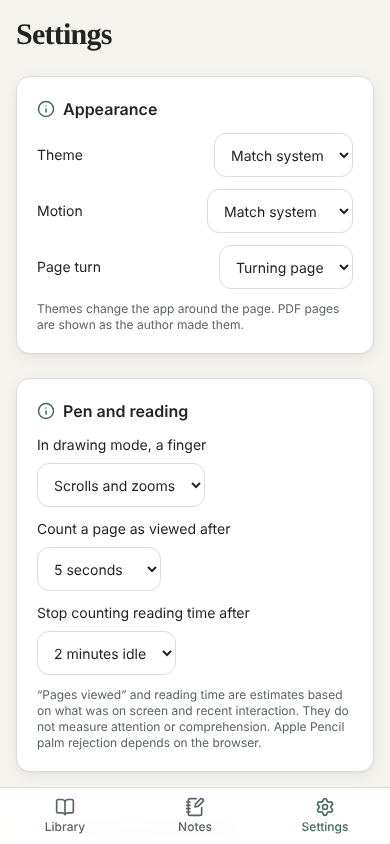 Settings
Appearance
Theme
Match system
Motion
Match system
Page turn
Turning page
Themes change the app around the page. PDF pages
are shown as the author made them.
Pen and reading
In drawing mode, a finger
Scrolls and zooms
Count a page as viewed after
5 seconds
Stop counting reading time after
2 minutes idle
“Pages viewed” and reading time are estimates based
on what was on screen and recent interaction. They do
not measure attention or comprehension. Apple Pencil
palm rejection depends on the browser.
Library
Notes
Settings